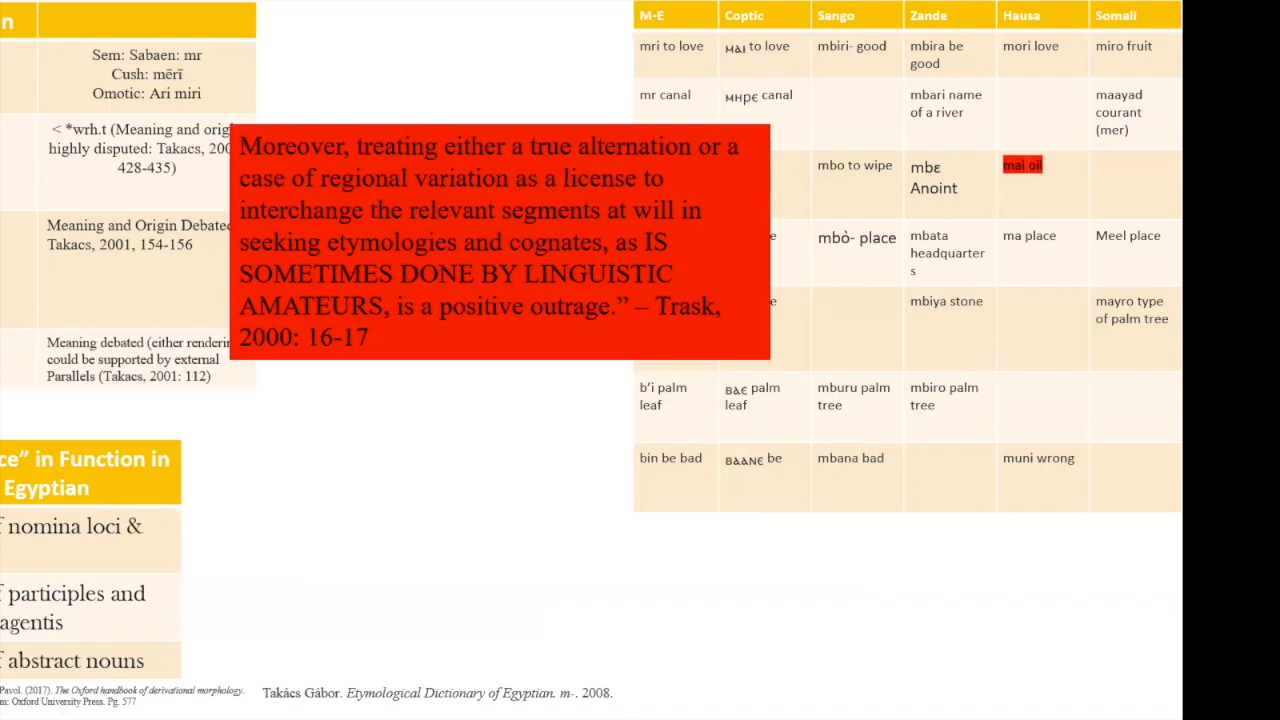 n
Sem: Sabaen: mr
Cush: mērī
Omotic: Ari miri
< *wrh.t (Meaning and orig
highly disputed: Takacs, 200
428-435)
Meaning and Origin Debated
Takacs, 2001, 154-156
Meaning debated (either renderin
could be supported by external
Parallels (Takacs, 2001: 112)
ce” in Function in
Egyptian
f nomina loci &
f participles and
agentis
f abstract nouns
Pavol. (2017). The Oxford handbook of derivational morphology.
m: Oxford University Press. Pg. 577
Takács Gábor. Etymological Dictionary of Egyptian. m-. 2008.
Moreover, treating either a true alternation or a
case of regional variation as a license to
interchange the relevant segments at will in
seeking etymologies and cognates, as IS
SOMETIMES DONE BY LINGUISTIC
AMATEURS, is a positive outrage.” – Trask,
2000: 16-17
M-E Coptic Sango Zande Hausa Somali
mri to love ⲙⲁⲓ to love mbiri- good mbira be mori love miro fruit
good
mr canal ⲙⲏⲣⲉ canal mbari name maayad
of a river courant
(mer)
mbo to wipe mbɛ mai oil
Anoint
e mbò- place mbata ma place Meel place
headquarter
s
e mbiya stone mayro type
of palm tree
b’i palm ⲃⲁⲉ palm mburu palm mbiro palm
leaf leaf tree tree
bin be bad ⲃⲁⲁⲛⲉ be mbana bad muni wrong